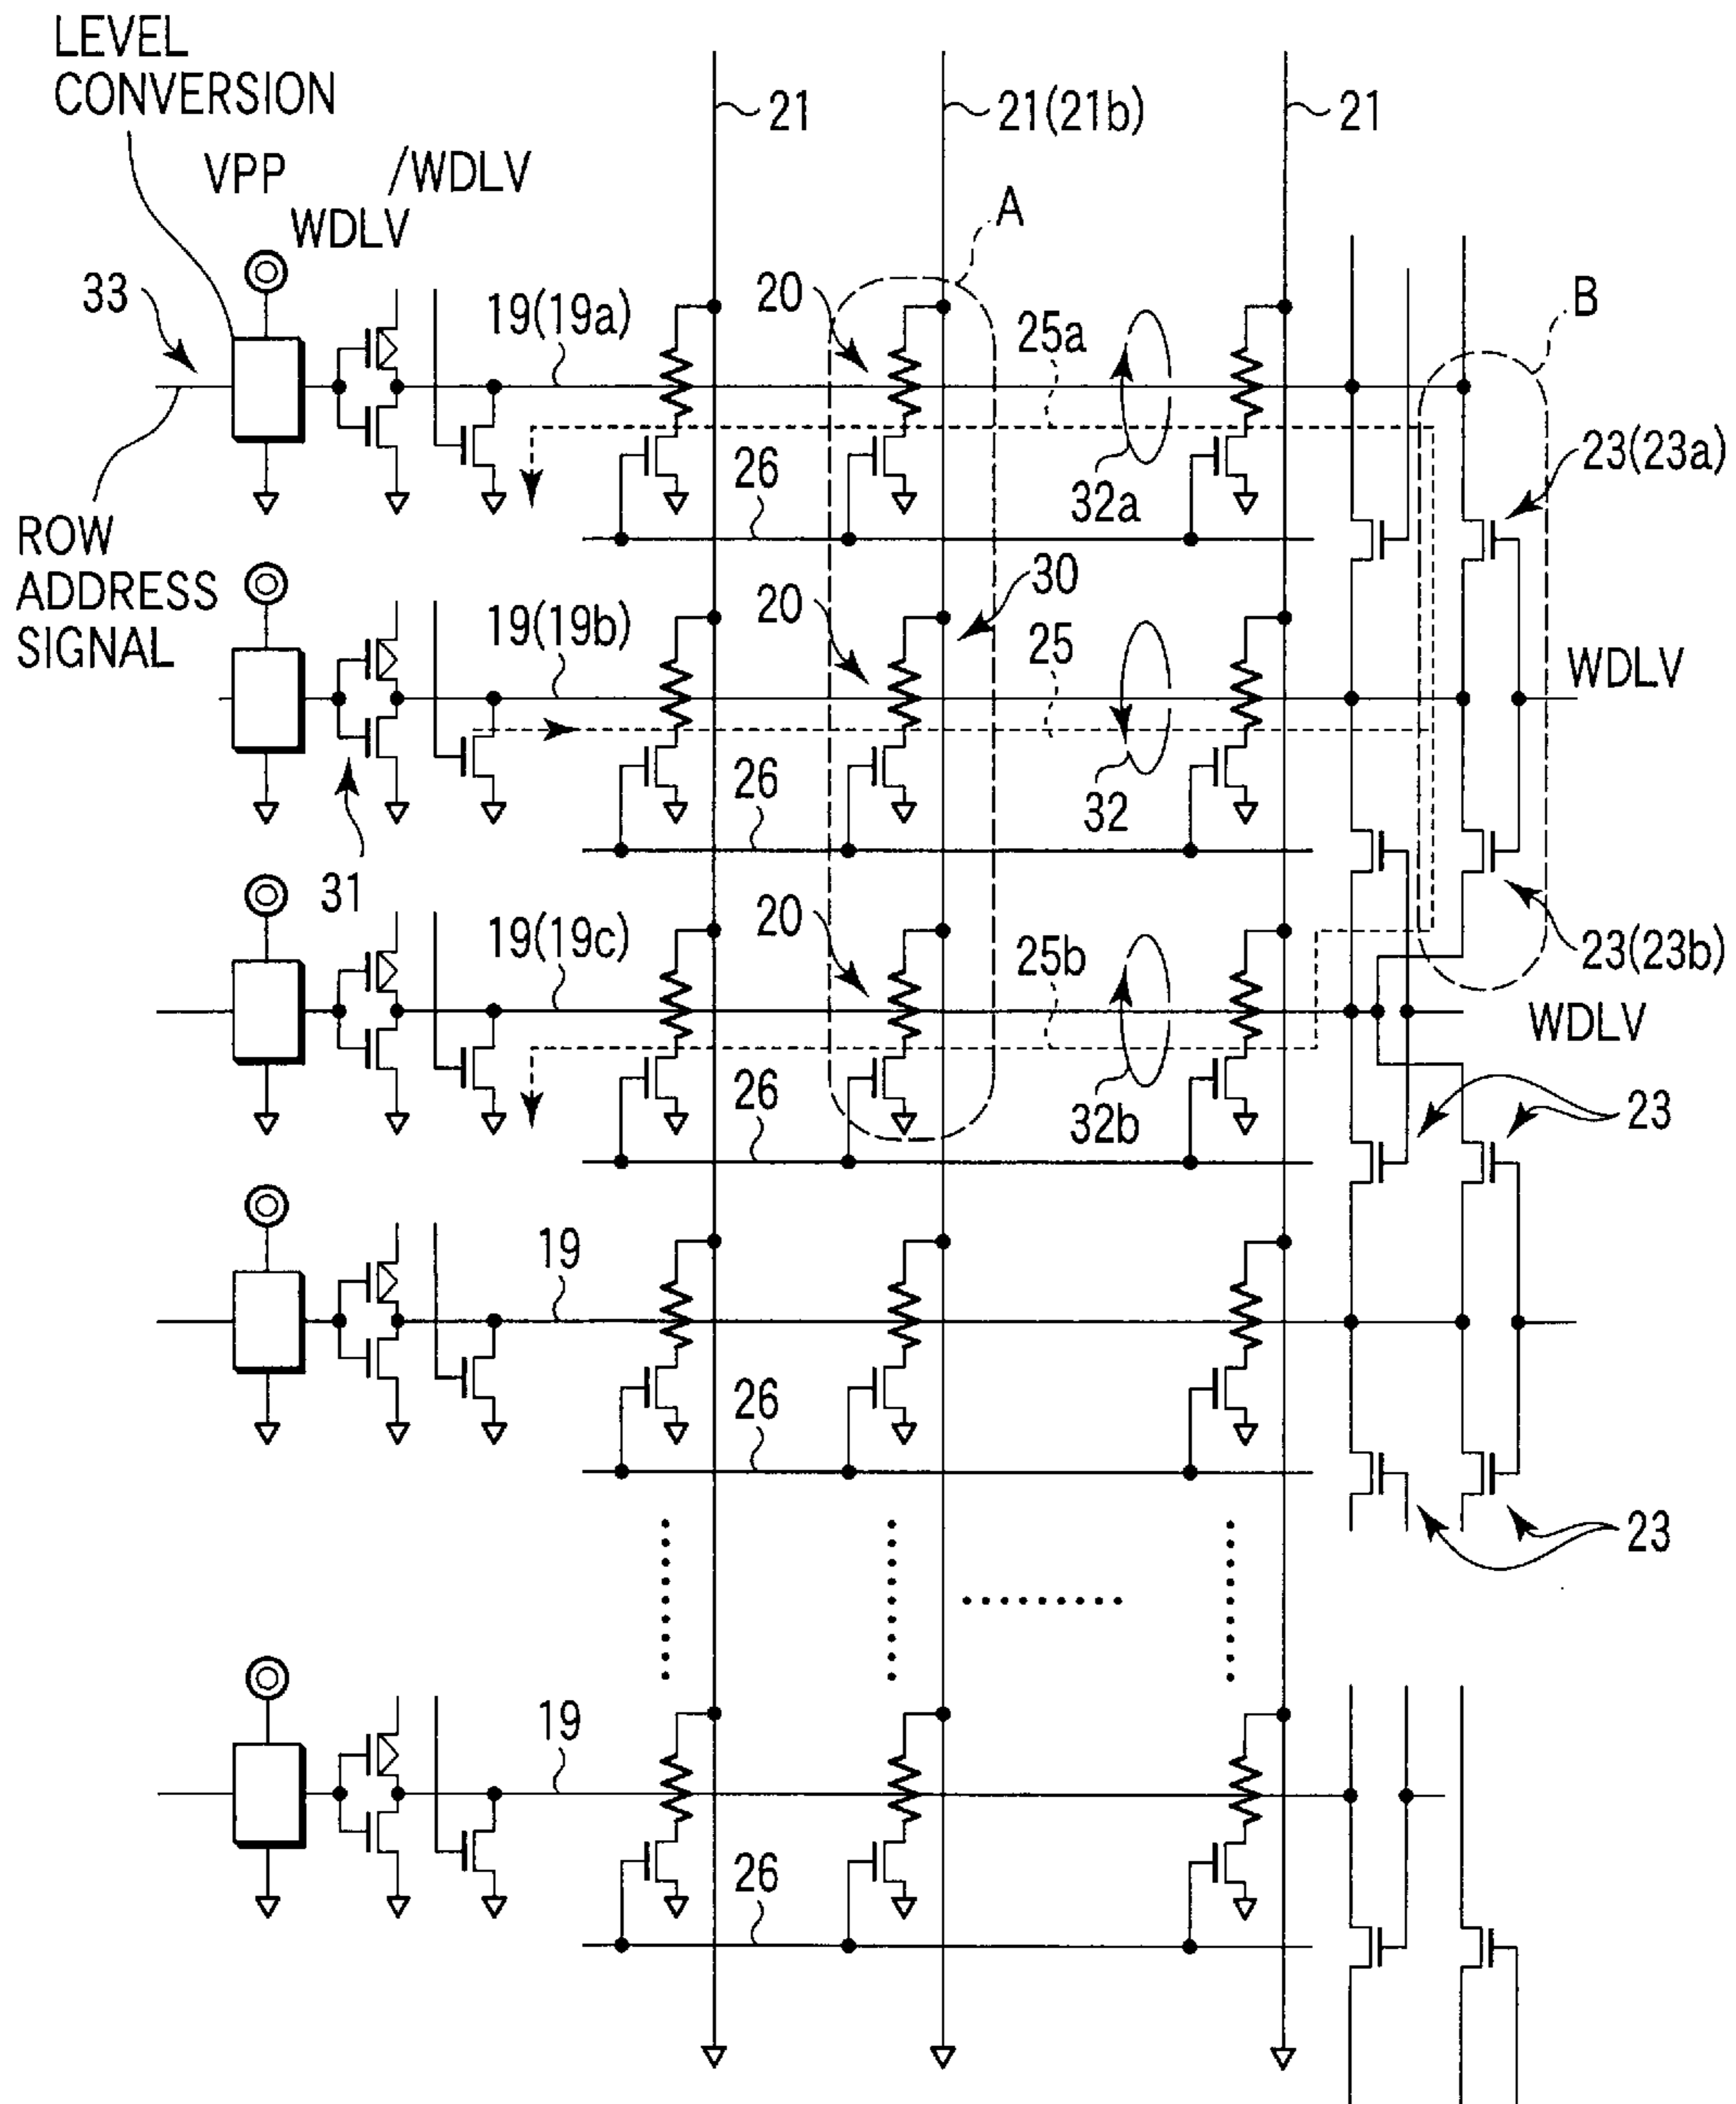 LEVEL
CONVERSION
VPP
/WDLV
WDLV
21
21(21b)
21
A
B
33
19(19a)
20
25a
23(23a)
26
32a
ROW
ADDRESS
SIGNAL
19(19b)
20
30
25
WDLV
26
32
31
19(19c)
20
25b
23(23b)
WDLV
26
32b
23
19
26
23
19
26